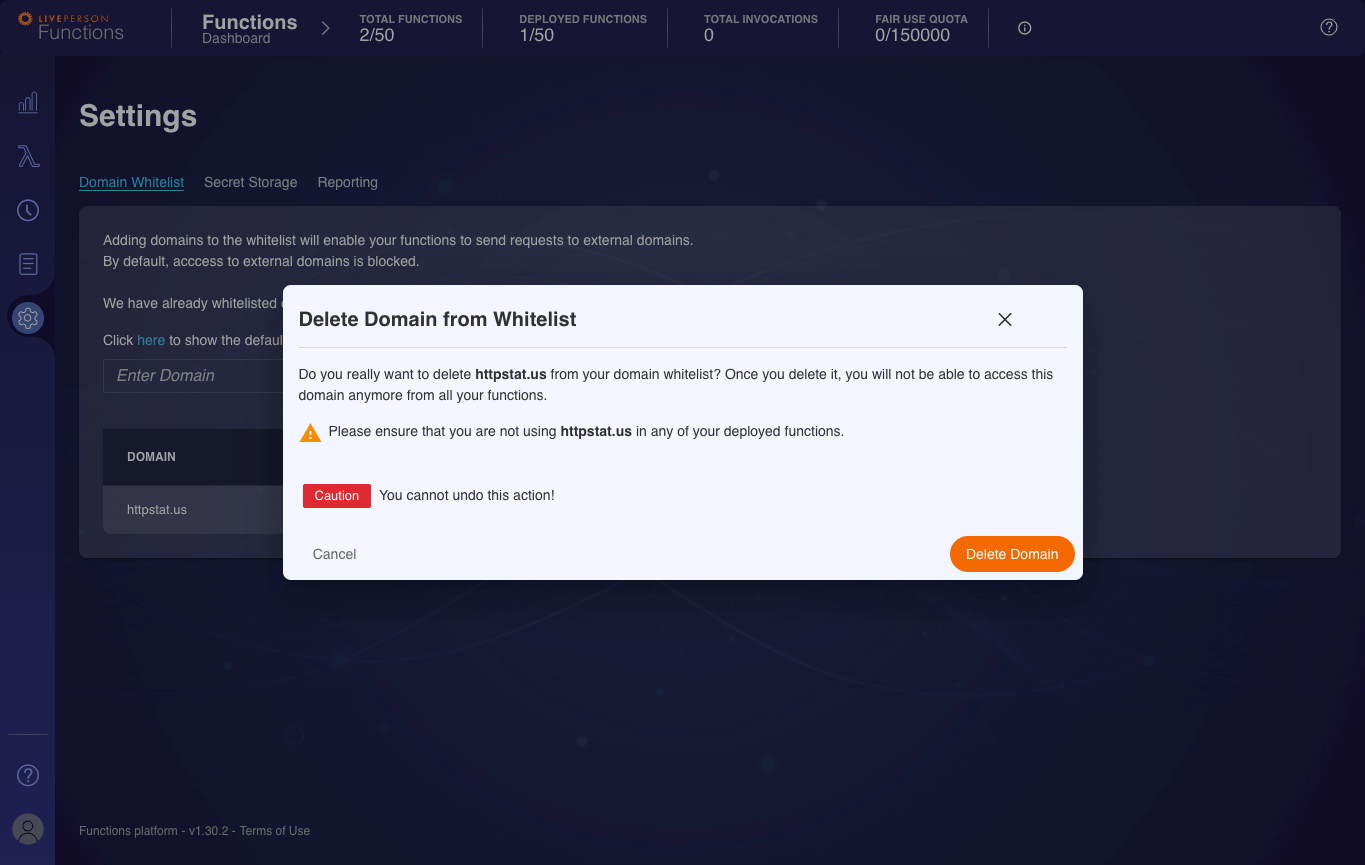 LIVEPERSON
Functions
Functions
Dashboard
TOTAL FUNCTIONS
2/50
DEPLOYED FUNCTIONS
1/50
TOTAL INVOCATIONS
0
FAIR USE QUOTA
0/150000
Settings
Domain Whitelist
Secret Storage
Reporting
Adding domains to the whitelist will enable your functions to send requests to external domains.
By default, acccess to external domains is blocked.
We have already whitelisted
Click here to show the defaul
Enter Domain
DOMAIN
httpstat.us
Delete Domain from Whitelist
Do you really want to delete httpstat.us from your domain whitelist? Once you delete it, you will not be able to access this
domain anymore from all your functions.
Please ensure that you are not using httpstat.us in any of your deployed functions.
Caution You cannot undo this action!
Cancel
Delete Domain
Functions platform - v1.30.2 - Terms of Use